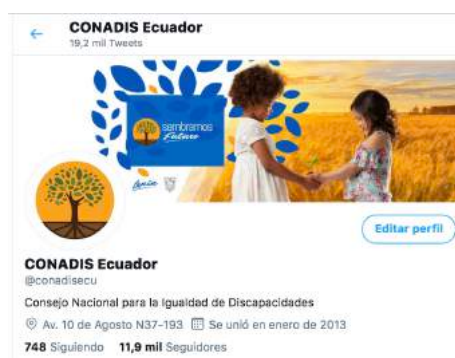 CONADIS Ecuador
19,2 mil Tweets
sembramos
Futuro
Lenín
Editar perfil
CONADIS Ecuador
@conadisecu
Consejo Nacional para la Igualdad de Discapacidades
Av. 10 de Agosto N37-193 Se unió en enero de 2013
748 Siguiendo 11,9 mil Seguidores